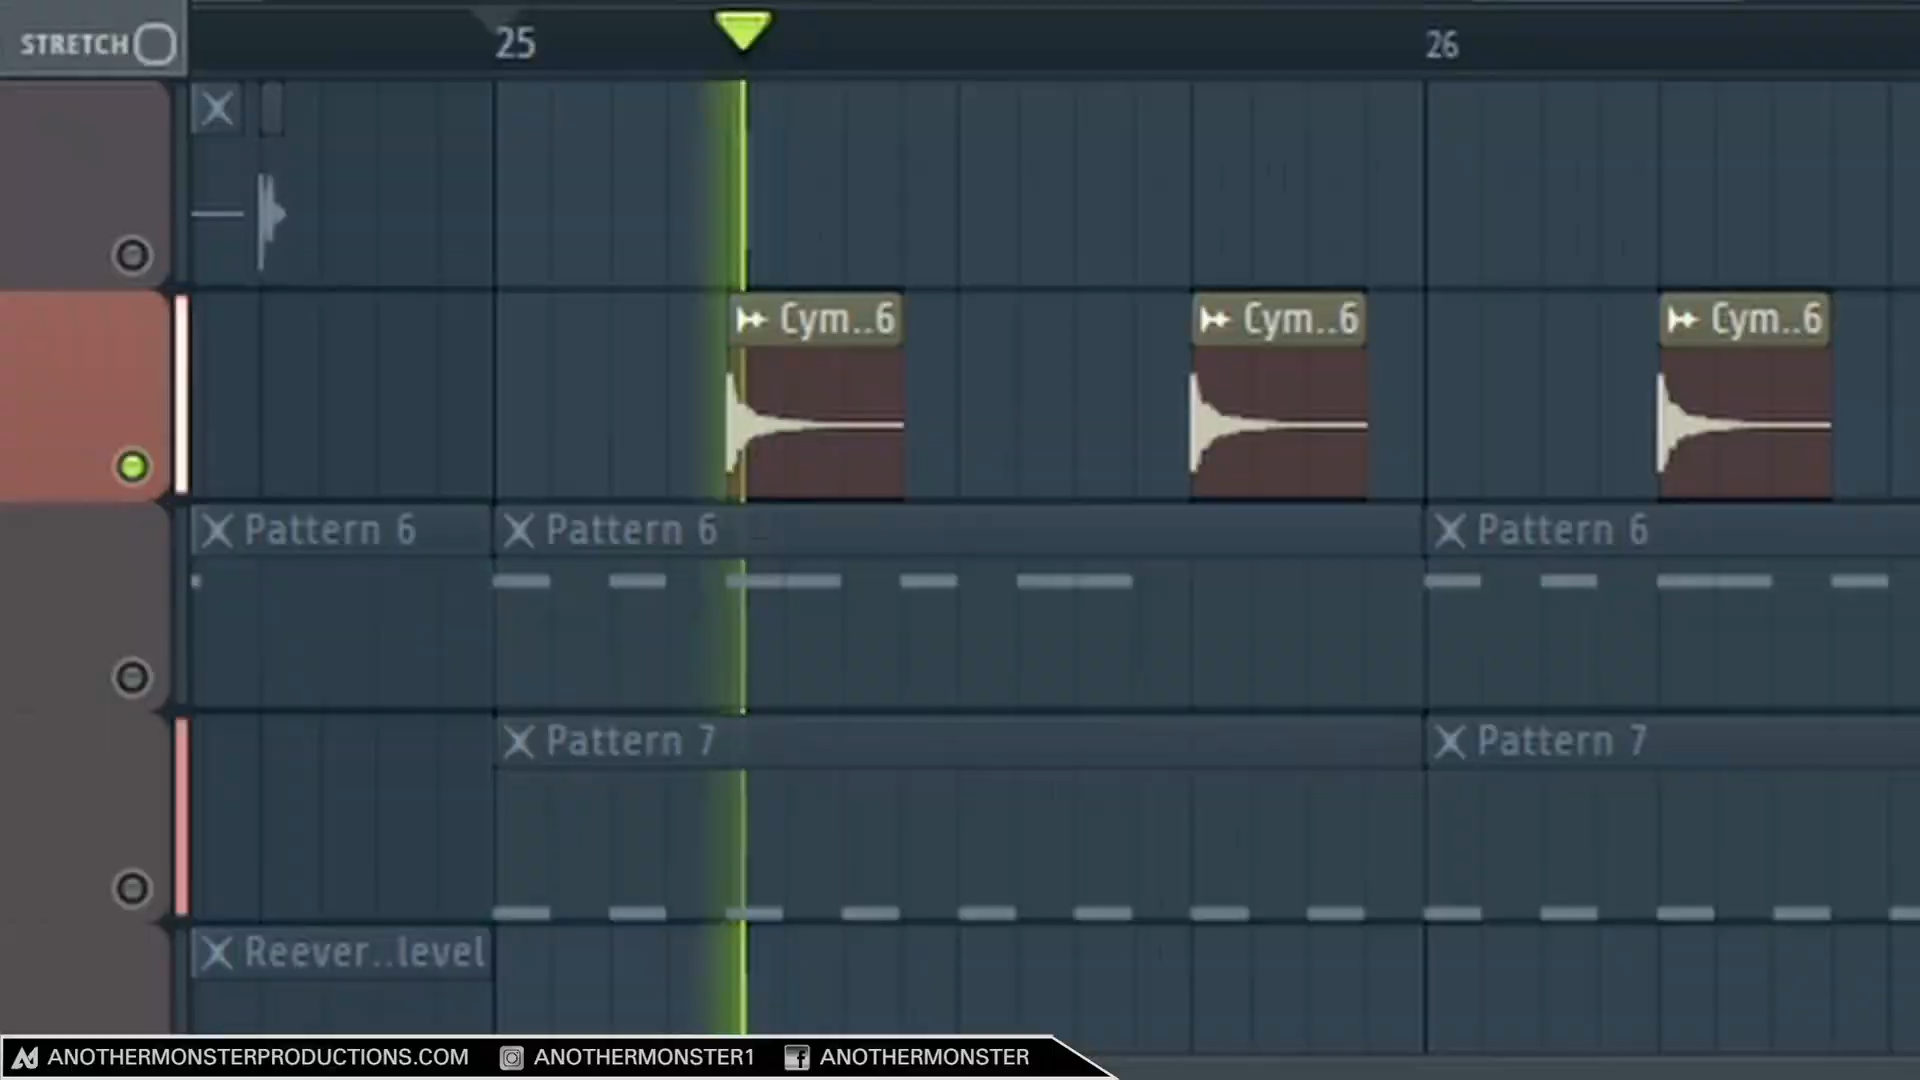 STRETCH
25 26
Cym..6 Cym..6 Cym..6
Pattern 6 Pattern 6 Pattern 6
Pattern 7 Pattern 7
Reever..level
ANOTHERMONSTERPRODUCTIONS.COM ANOTHERMONSTER1 ANOTHERMONSTER